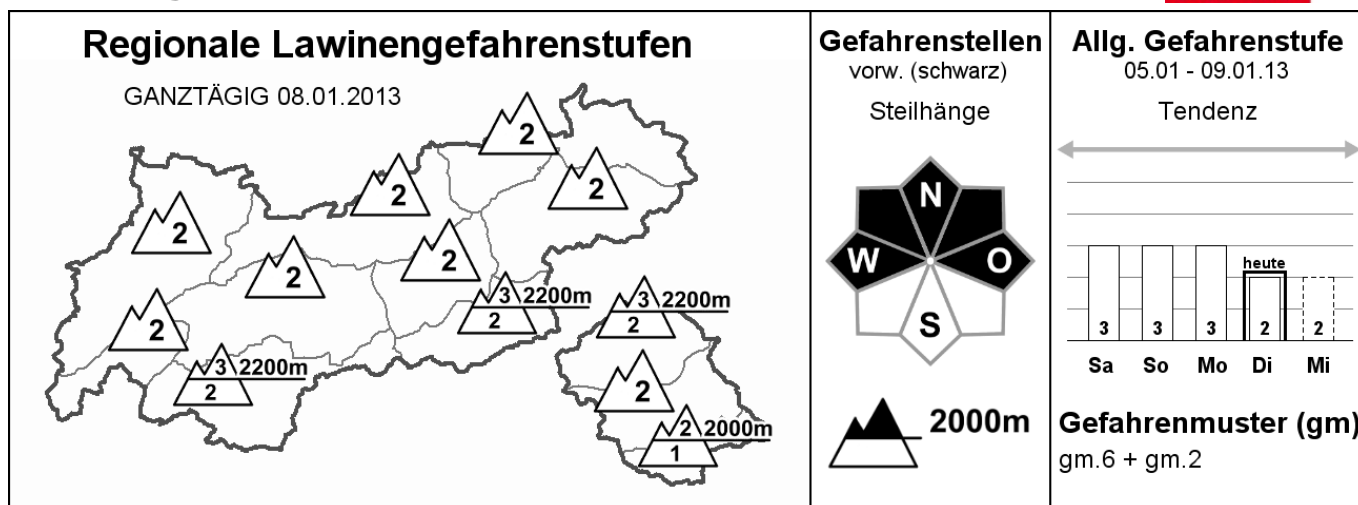 Regionale Lawinengefahrenstufen
GANZTÄGIG 08.01.2013
2
2
2
2
2
2
2
2
3 2200m
2
3 2200m
2
3 2200m
2
2
2 2000m
1
Gefahrenstellen
vorw. (schwarz)
Steilhänge
N
W O
S
2000m
Allg. Gefahrenstufe
05.01 - 09.01.13
Tendenz
heute
3 3 3 2 2
Sa So Mo Di Mi
Gefahrenmuster (gm)
gm.6 + gm.2